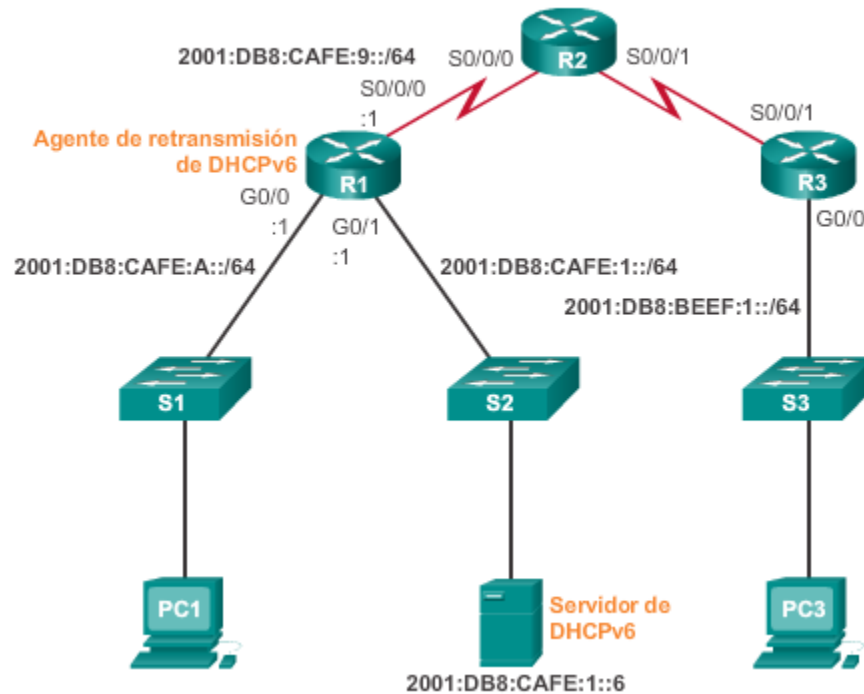 2001:DB8:CAFE:9::/64
S0/0/0
R2
S0/0/1
S0/0/0
:1
S0/0/1
Agente de retransmisión
de DHCPv6
R1
R3
G0/0
:1
G0/1
:1
G0/0
2001:DB8:CAFE:A::/64
2001:DB8:CAFE:1::/64
2001:DB8:BEEF:1::/64
S1
S2
S3
PC1
Servidor de
DHCPv6
PC3
2001:DB8:CAFE:1::6